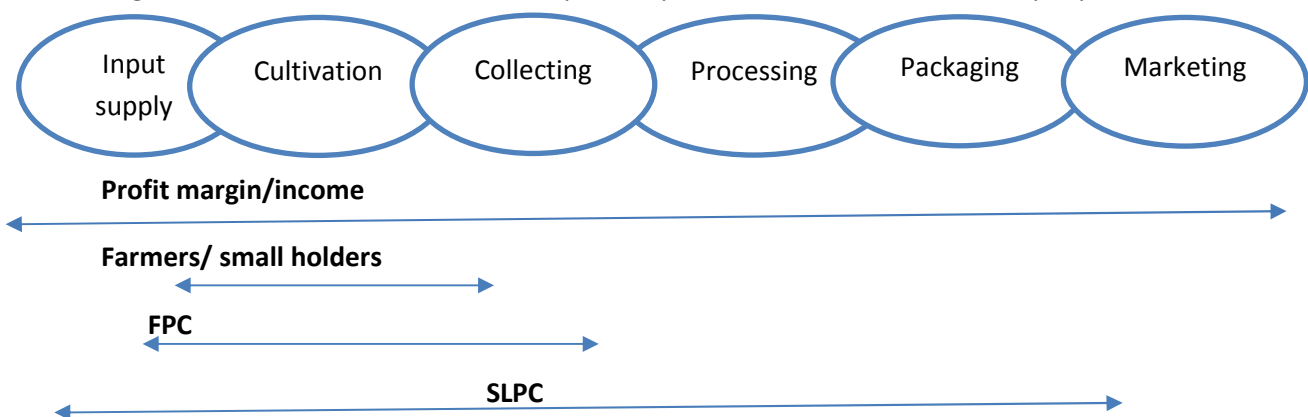 Input supply
Cultivation
Collecting
Processing
Packaging
Marketing
Profit margin/income
Farmers/ small holders
FPC
SLPC